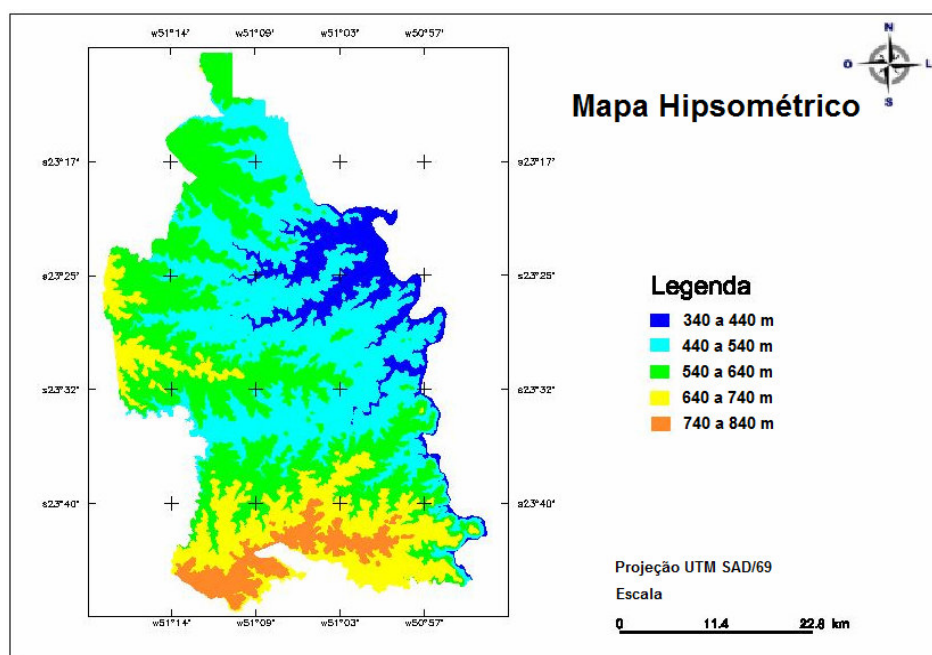 w51°14' w51°09' w51°03' w50°57'
N
O L
S
Mapa Hipsométrico
s23°17' s23°17'
s23°25' s23°25'
Legenda
340 a 440 m
440 a 540 m
540 a 640 m
640 a 740 m
740 a 840 m
s23°32' s23°32'
s23°40' s23°40'
Projeção UTM SAD/69
Escala
0 11.4 22.8 km
w51°14' w51°09' w51°03' w50°57'